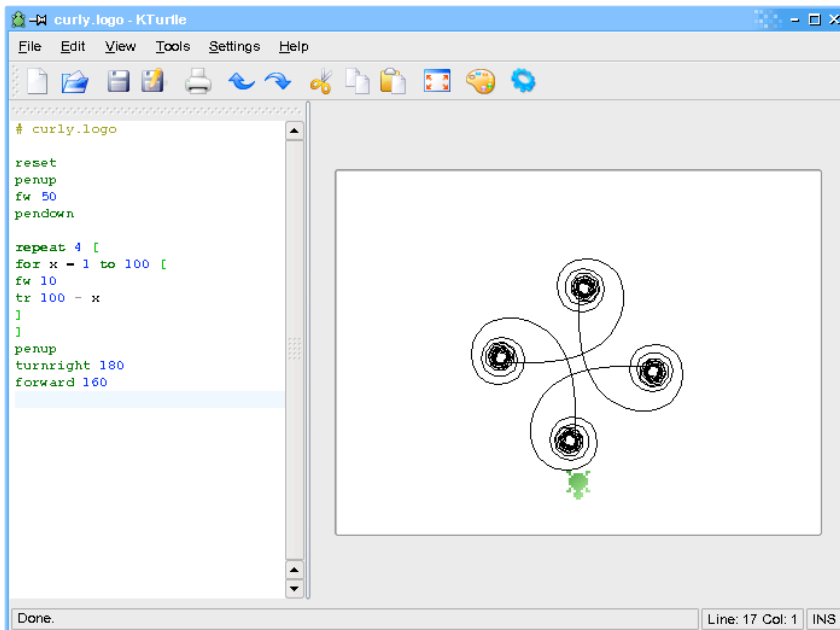 curly.logo - KTurtle
File Edit View Tools Settings Help
# curly.logo
reset
penup
fw 50
pendown
repeat 4 [
for x = 1 to 100 [
fw 10
tr 100 - x
]
]
penup
turnright 180
forward 160
Done.
Line: 17 Col: 1 INS